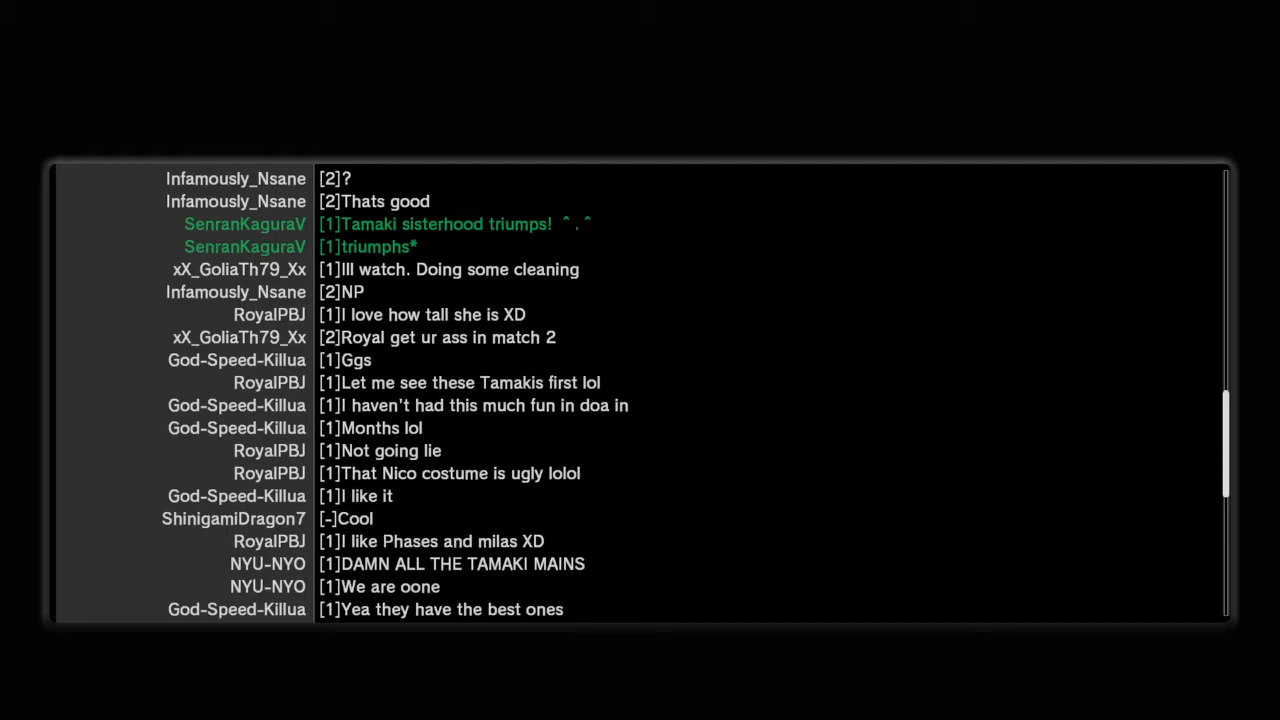 Infamously_Nsane [2]?
Infamously_Nsane [2]Thats good
SenranKaguraV [1]Tamaki sisterhood triumps! ^.^
SenranKaguraV [1]triumphs*
xX_GoliaTh79_Xx [1]Ill watch. Doing some cleaning
Infamously_Nsane [2]NP
RoyalPBJ [1]I love how tall she is XD
xX_GoliaTh79_Xx [2]Royal get ur ass in match 2
God-Speed-Killua [1]Ggs
RoyalPBJ [1]Let me see these Tamakis first lol
God-Speed-Killua [1]I haven't had this much fun in doa in
God-Speed-Killua [1]Months lol
RoyalPBJ [1]Not going lie
RoyalPBJ [1]That Nico costume is ugly lolol
God-Speed-Killua [1]I like it
ShinigamiDragon7 [-]Cool
RoyalPBJ [1]I like Phases and milas XD
NYU-NYO [1]DAMN ALL THE TAMAKI MAINS
NYU-NYO [1]We are oone
God-Speed-Killua [1]Yea they have the best ones